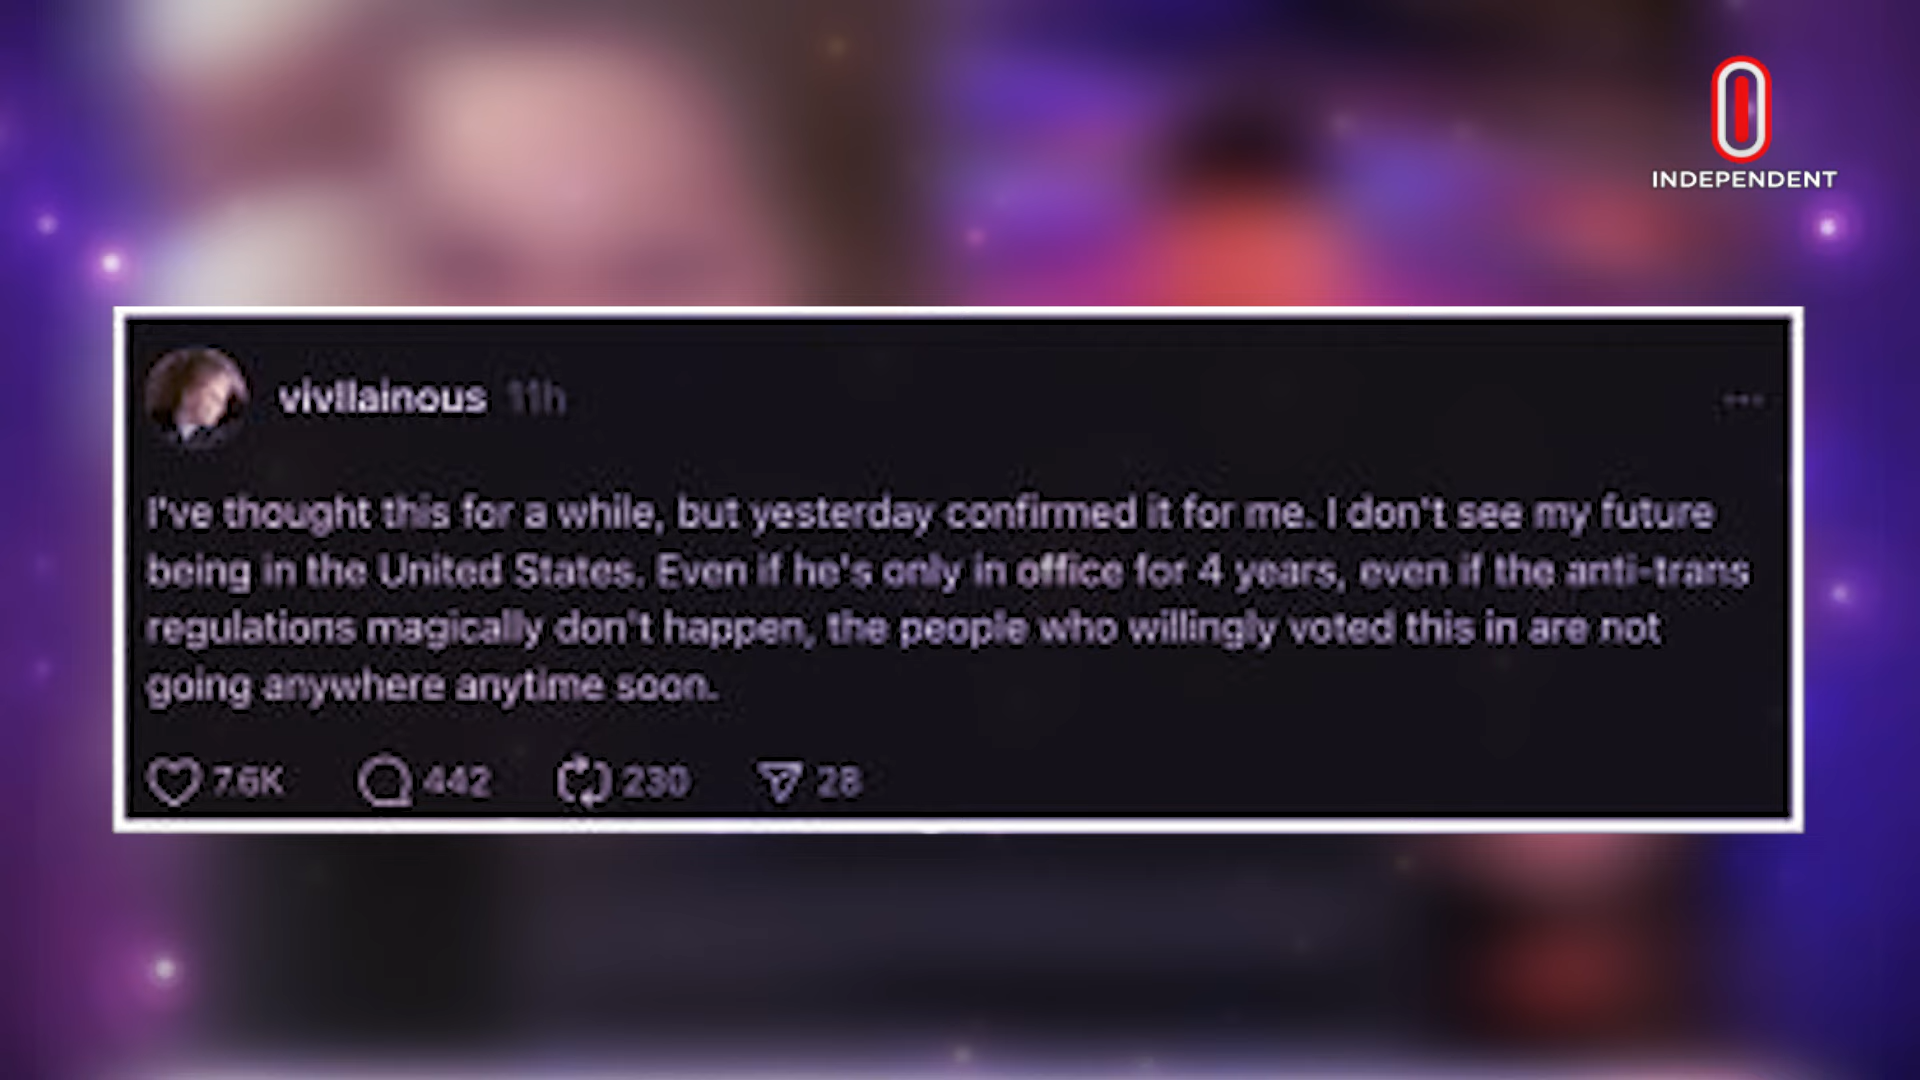 INDEPENDENT
vivllainous 11h
I've thought this for a while, but yesterday confirmed it for me. I don't see my future
being in the United States. Even if he's only in office for 4 years, even if the anti-trans
regulations magically don't happen, the people who willingly voted this in are not
going anywhere anytime soon.
7.6K 442 230 28